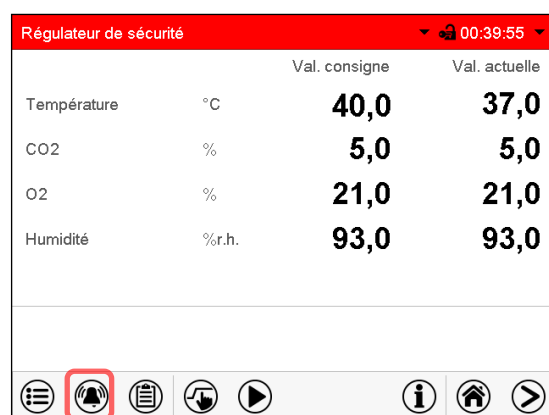 Régulateur de sécurité 00:39:55
Val. consigne Val. actuelle
Température °C 40,0 37,0
CO2 % 5,0 5,0
O2 % 21,0 21,0
Humidité %r.h. 93,0 93,0